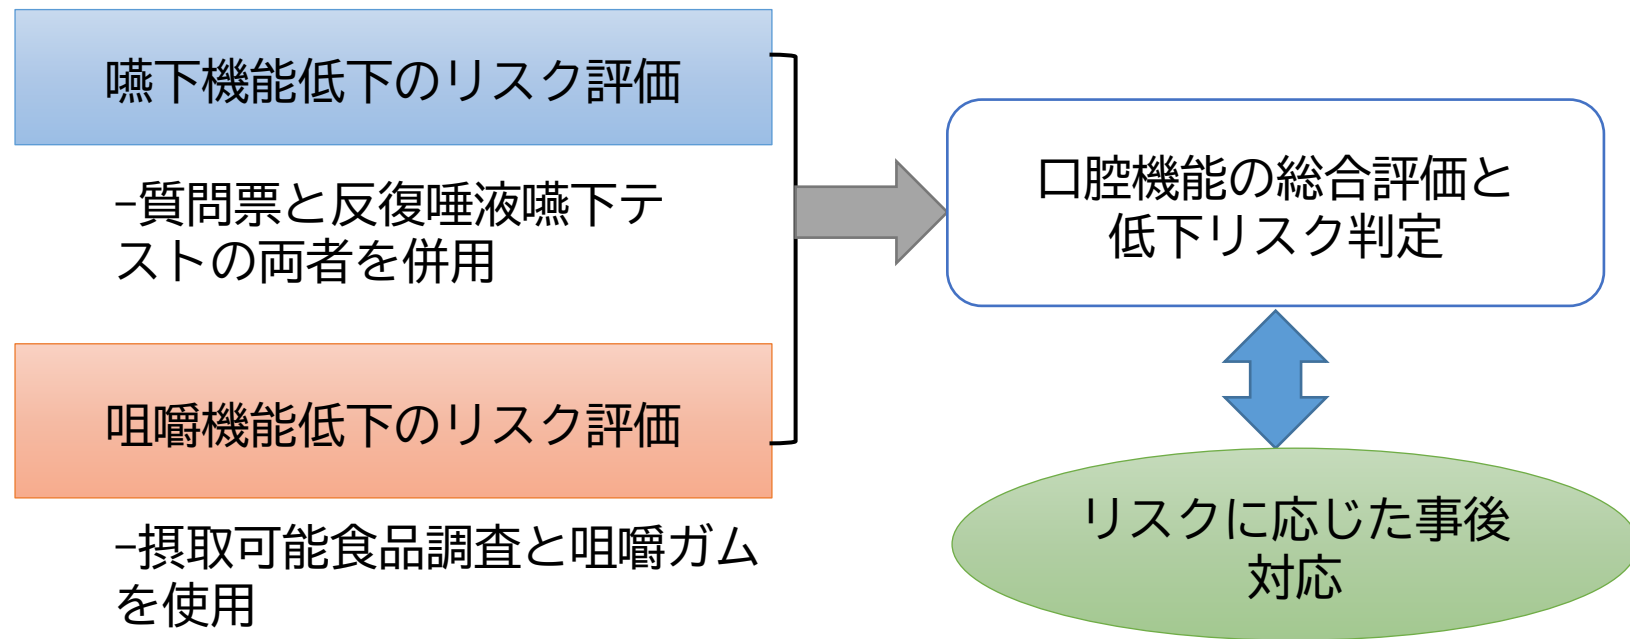 嚥下機能低下のリスク評価
−質問票と反復唾液嚥下テ
ストの両者を併用
咀嚼機能低下のリスク評価
−摂取可能食品調査と咀嚼ガム
を使用
口腔機能の総合評価と
低下リスク判定
リスクに応じた事後
対応